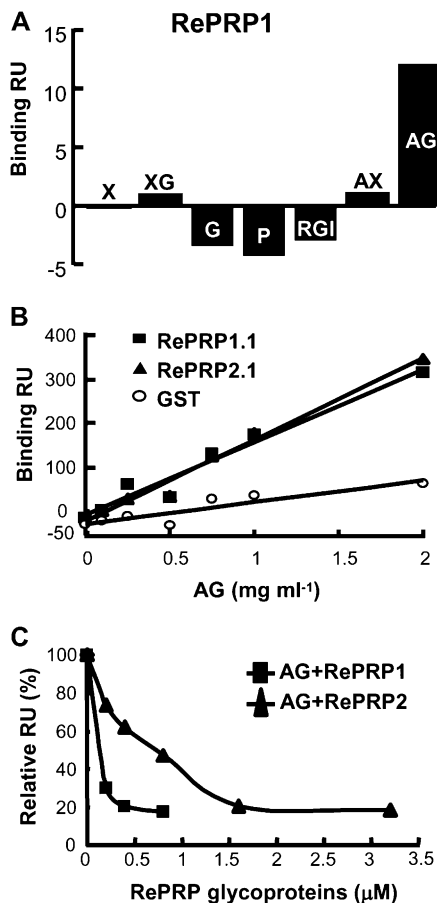 A
RePRP1
15
10
5
0
-5
Binding RU
X
XG
G
P
RGI
AX
AG
B
400
300
200
100
0
-50
Binding RU
RePRP1.1
RePRP2.1
GST
0
0.5
1
1.5
2
AG (mg ml-1)
C
100
80
60
40
20
0
Relative RU (%)
AG+RePRP1
AG+RePRP2
0
0.5
1
1.5
2
2.5
3
3.5
RePRP glycoproteins (µM)